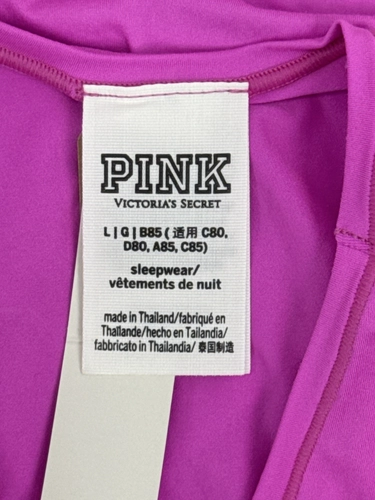 PINK
VICTORIA'S SECRET
L | G | B85 ( 适用 C80,
D80, A85, C85)
sleepwear/
vêtements de nuit
made in Thailand/fabriqué en
Thaïlande/hecho en Tailandia/
fabbricato in Thailandia/ 泰国制造